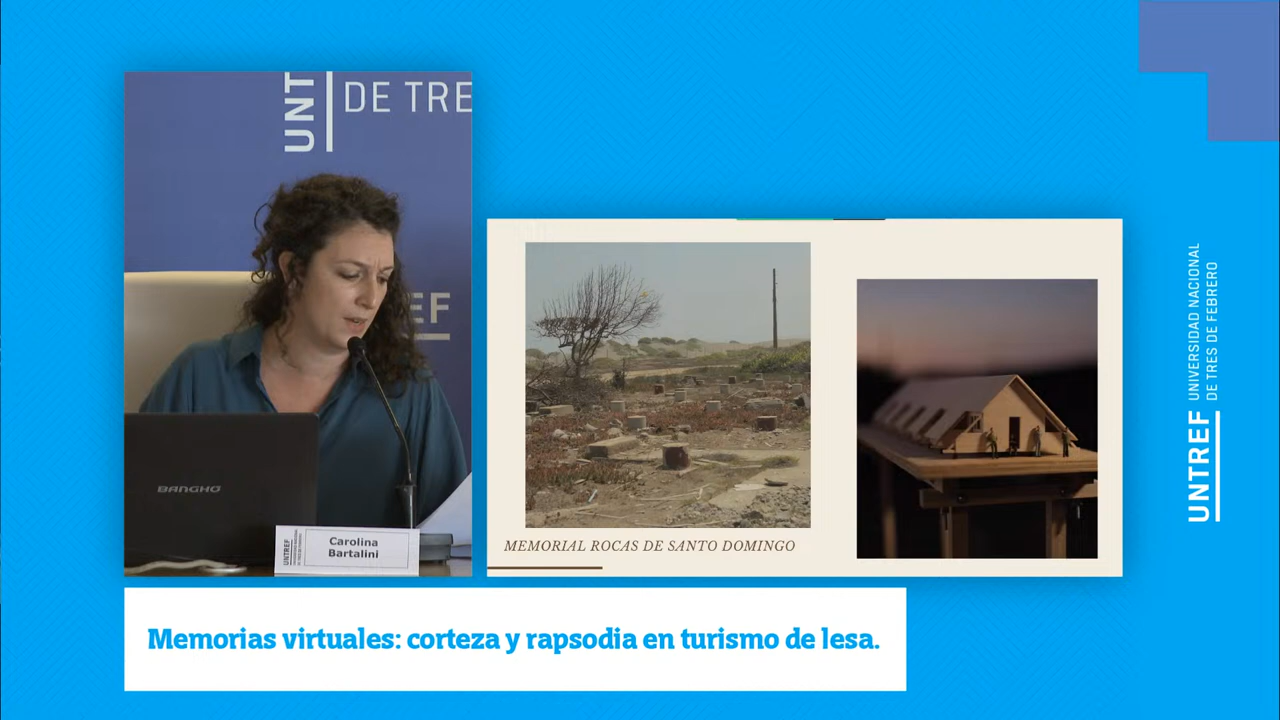 UNT
DE TRE
EF
BANGHO
UNTREF
Carolina
Bartalini
MEMORIAL ROCAS DE SANTO DOMINGO
Memorias virtuales: corteza y rapsodia en turismo de lesa.
UNTREF
UNIVERSIDAD NACIONAL
DE TRES DE FEBRERO